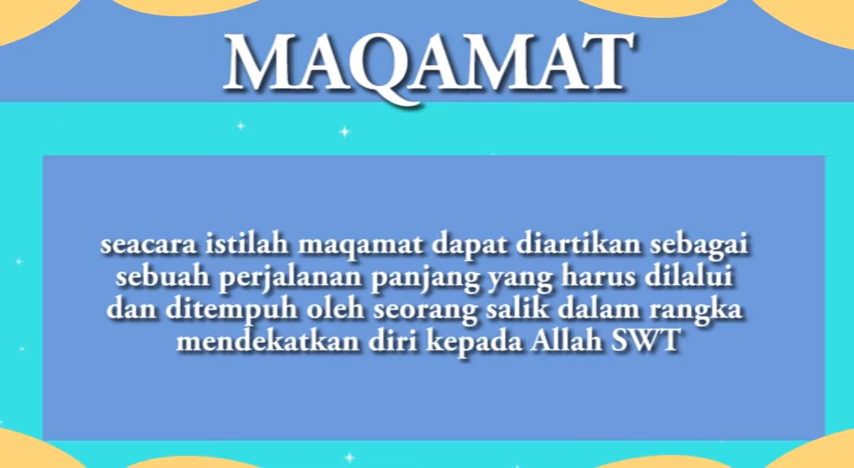 MAQAMAT
seacara istilah maqamat dapat diartikan sebagai
sebuah perjalanan panjang yang harus dilalui
dan ditempuh oleh seorang salik dalam rangka
mendekatkan diri kepada Allah SWT